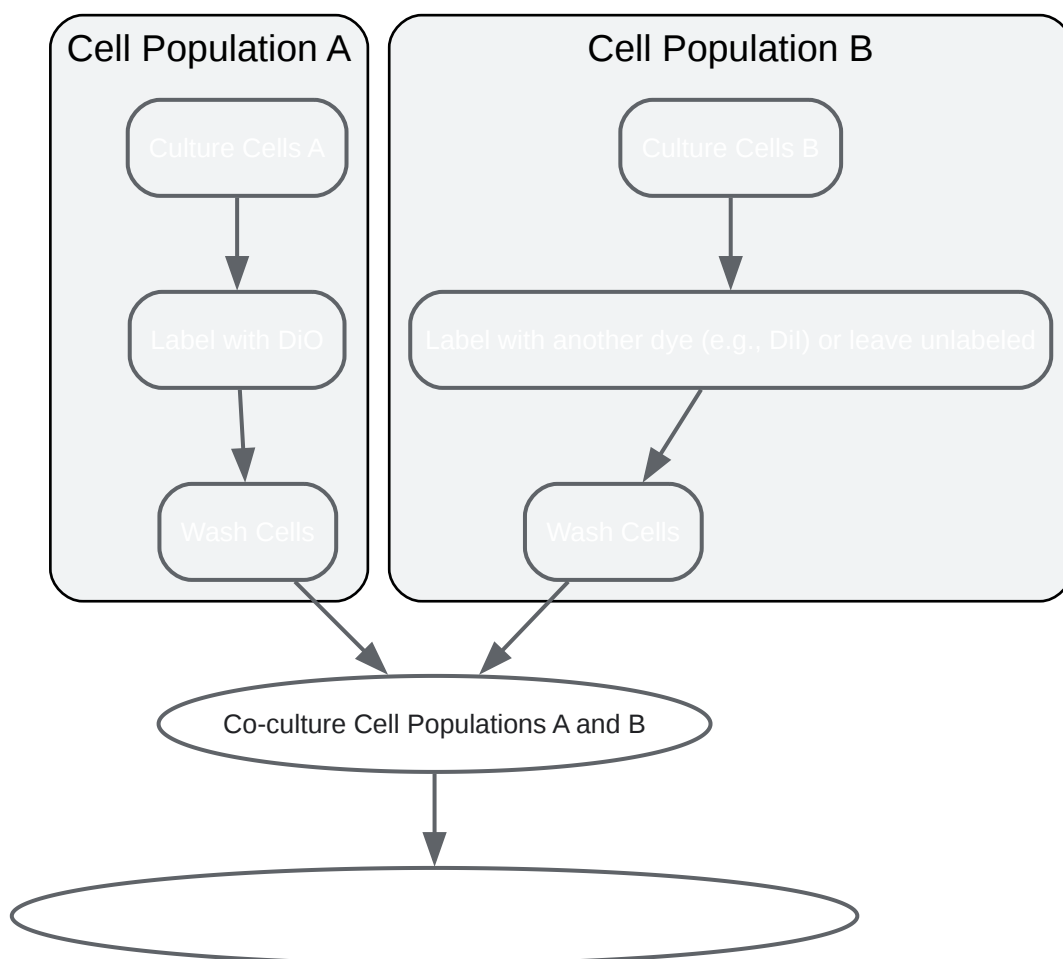 Cell Population A
Cell Population B
Culture Cells A
Culture Cells B
Label with DiO
Label with another dye (e.g., DiI) or leave unlabeled
Wash Cells
Wash Cells
Co-culture Cell Populations A and B